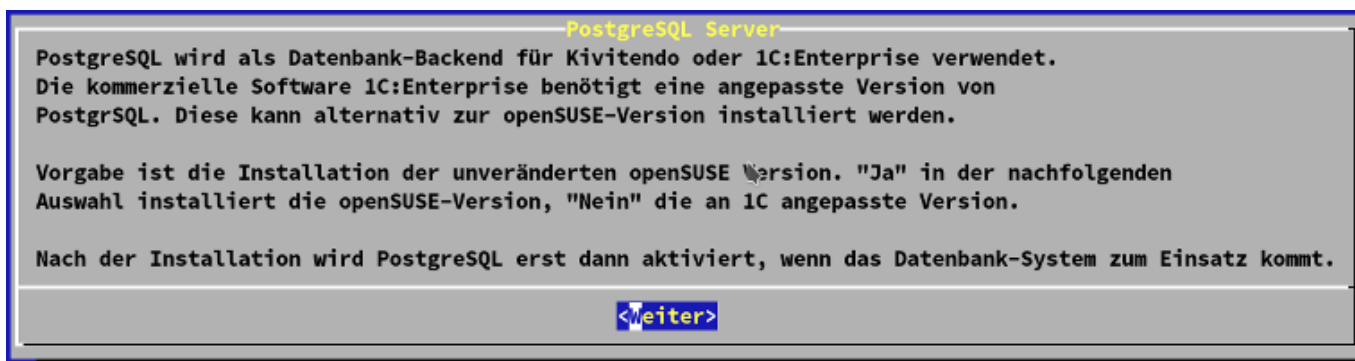 PostgreSQL Server
PostgreSQL wird als Datenbank-Backend für Kivitendo oder 1C:Enterprise verwendet.
Die kommerzielle Software 1C:Enterprise benötigt eine angepasste Version von
PostgrSQL. Diese kann alternativ zur openSUSE-Version installiert werden.
Vorgabe ist die Installation der unveränderten openSUSE Version. "Ja" in der nachfolgenden
Auswahl installiert die openSUSE-Version, "Nein" die an 1C angepasste Version.
Nach der Installation wird PostgreSQL erst dann aktiviert, wenn das Datenbank-System zum Einsatz kommt.
<Weiter>